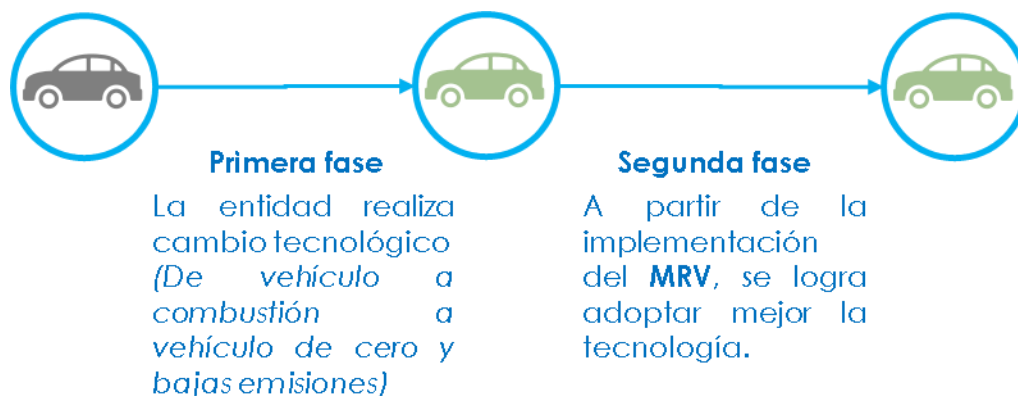 Primera fase
La entidad realiza
cambio tecnológico
(De vehículo a
combustión a
vehículo de cero y
bajas emisiones)
Segunda fase
A partir de la
implementación
del MRV, se logra
adoptar mejor la
tecnología.